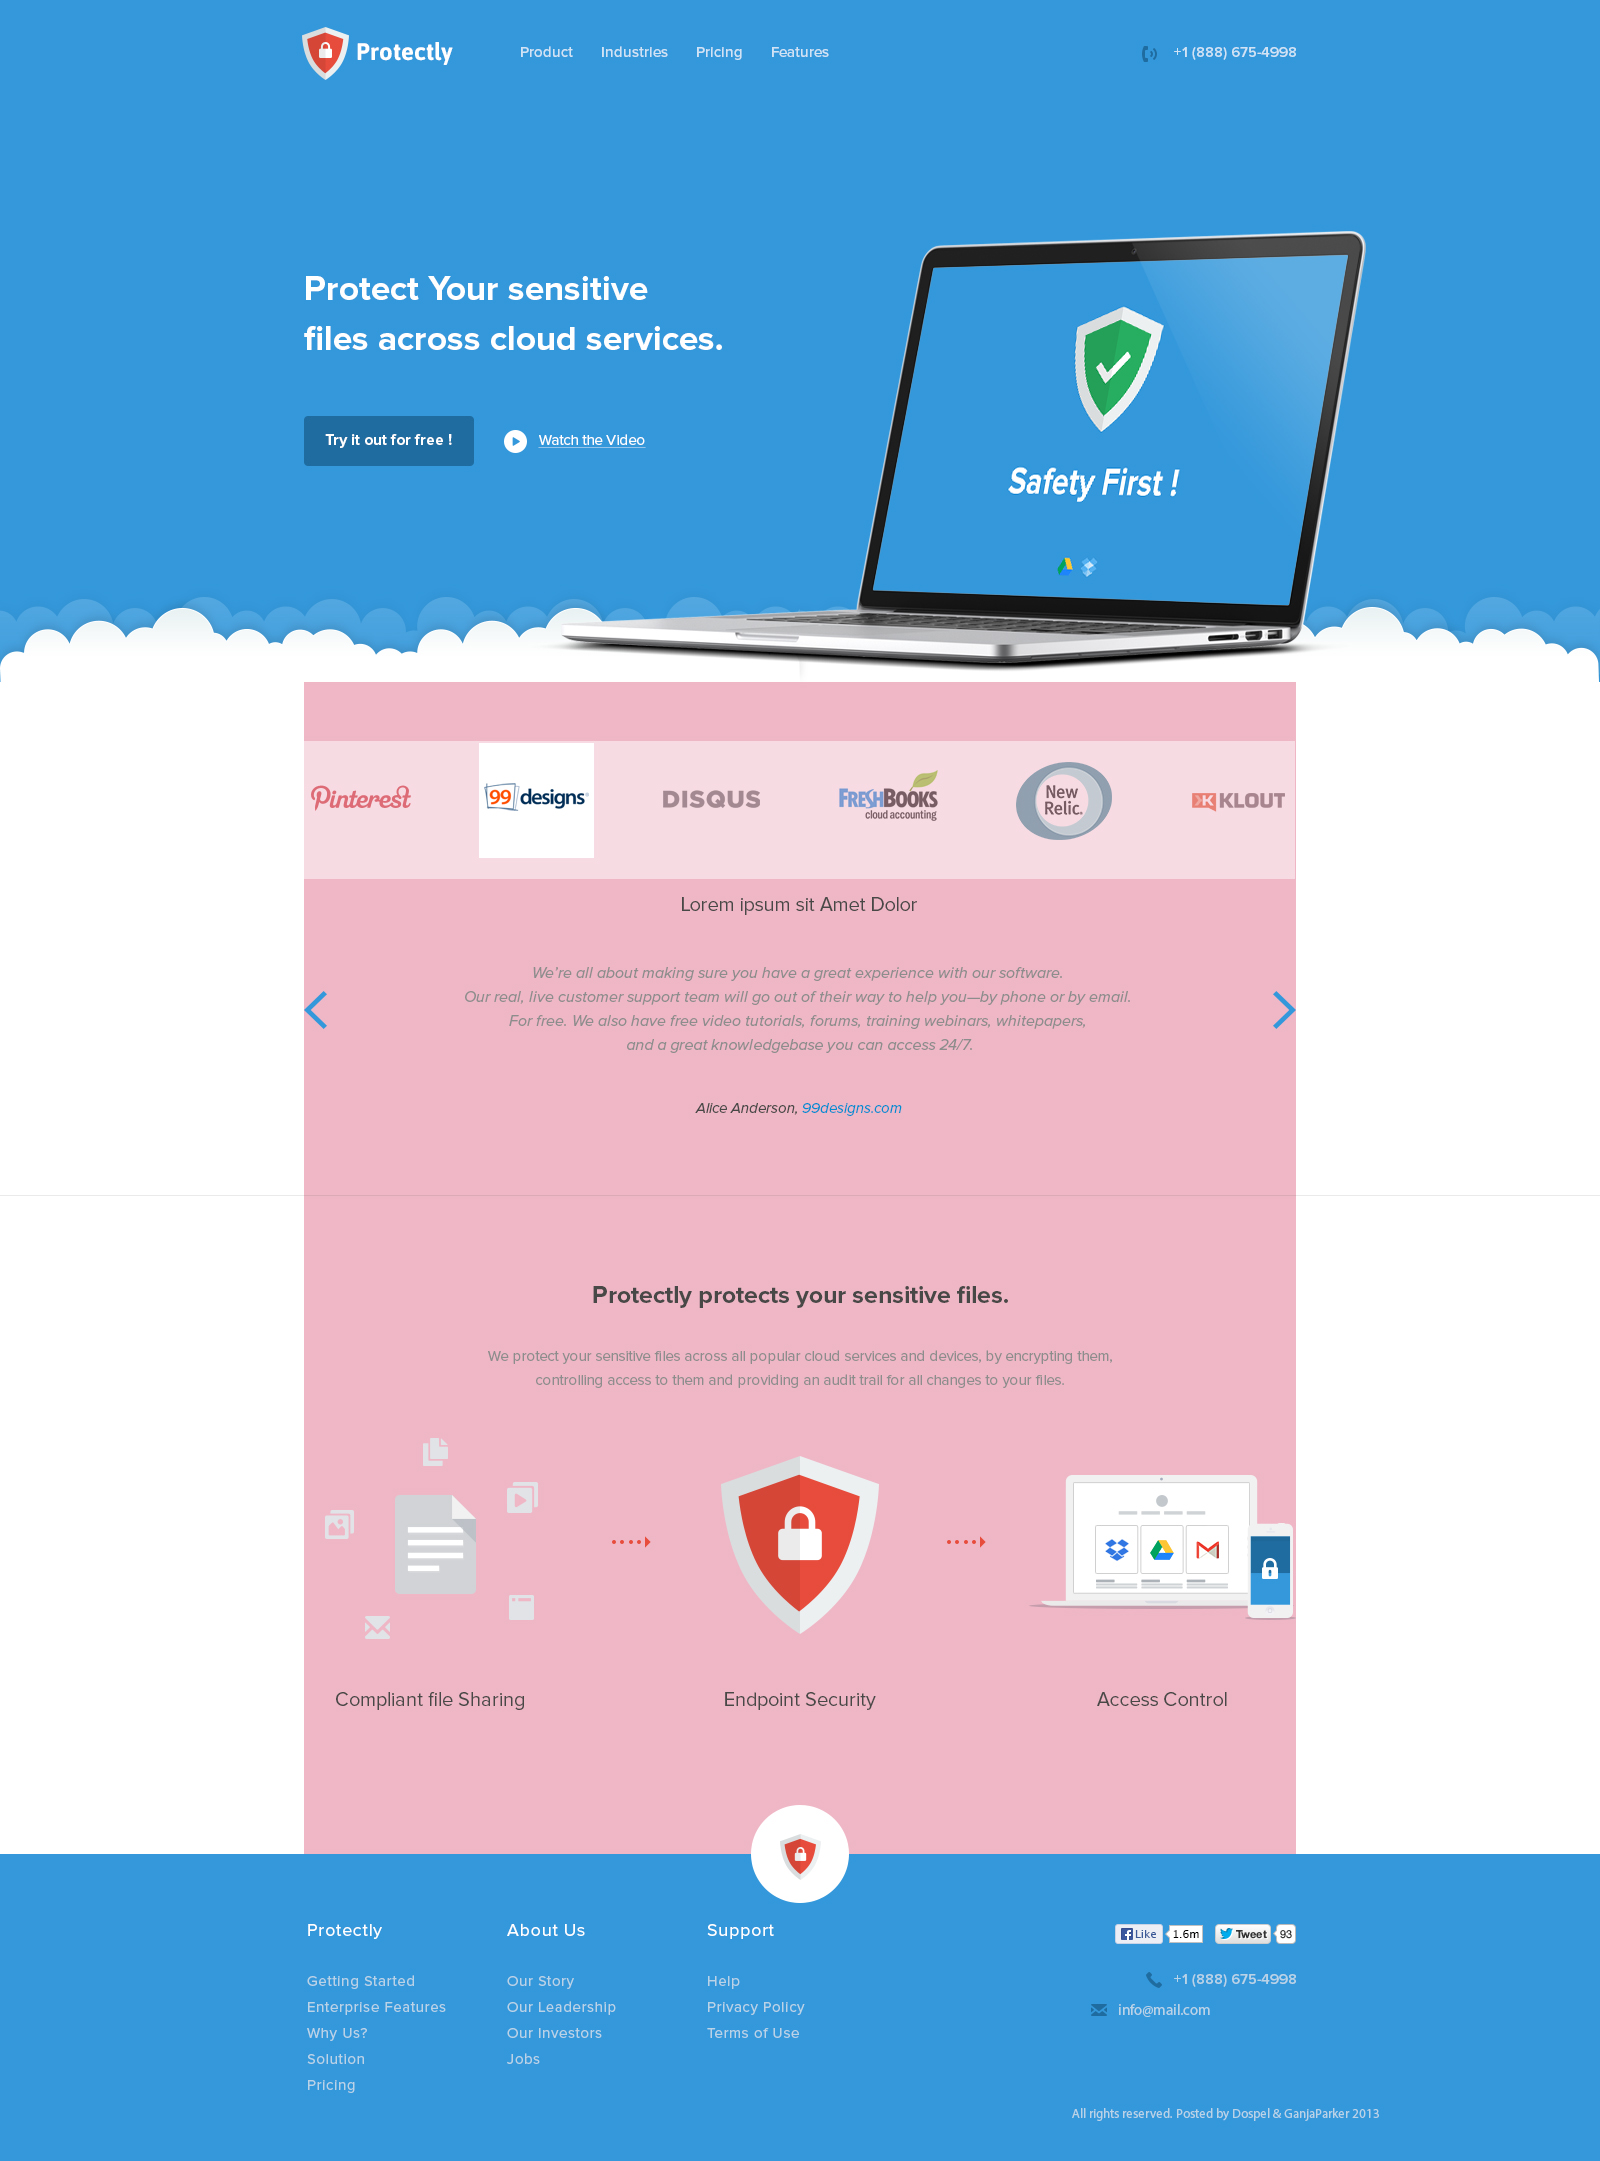 Protectly
Product Industries Pricing Features
+1 (888) 675-4998
Protect Your sensitive
files across cloud services.
Try it out for free !
Watch the Video
Safety First !
Pinterest
99designs
DISQUS
FRESHBOOKS
cloud accounting
New
Relic.
KLOUT
Lorem ipsum sit Amet Dolor
We're all about making sure you have a great experience with our software.
Our real, live customer support team will go out of their way to help you—by phone or by email.
For free. We also have free video tutorials, forums, training webinars, whitepapers,
and a great knowledgebase you can access 24/7.
Alice Anderson, 99designs.com
Protectly protects your sensitive files.
We protect your sensitive files across all popular cloud services and devices, by encrypting them,
controlling access to them and providing an audit trail for all changes to your files.
Compliant file Sharing
Endpoint Security
Access Control
Protectly
Getting Started
Enterprise Features
Why Us?
Solution
Pricing
About Us
Our Story
Our Leadership
Our Investors
Jobs
Support
Help
Privacy Policy
Terms of Use
Like 1.6m Tweet 93
+1 (888) 675-4998
info@mail.com
All rights reserved. Posted by Dospel & GanjaParker 2013